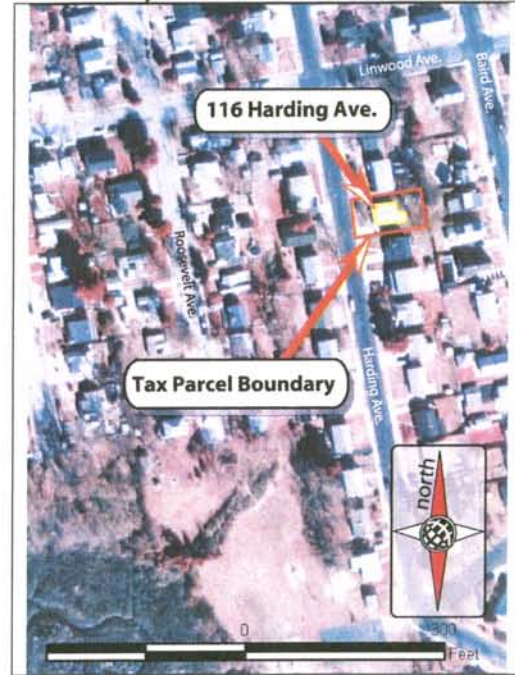 Linwood Ave.
Baird Ave.
116 Harding Ave.
Roosevelt Ave.
Tax Parcel Boundary
Harding Ave.
north
0
300
Feet